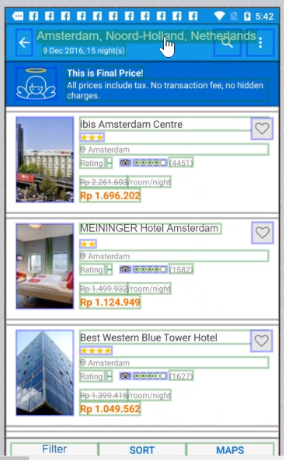 5:42
Amsterdam, Noord-Holland, Netherlands
9 Dec 2016, 15 night(s)
This is Final Price!
All prices include tax. No transaction fee, no hidden
charges.
ibis Amsterdam Centre
Amsterdam
Rating - (4451)
Rp 2.261.603/room/night
Rp 1.696.202
MEININGER Hotel Amsterdam
Amsterdam
Rating - (1582)
Rp 1.499.932/room/night
Rp 1.124.949
Best Western Blue Tower Hotel
Amsterdam
Rating - (1627)
Rp 1.399.416/room/night
Rp 1.049.562
Filter SORT MAPS